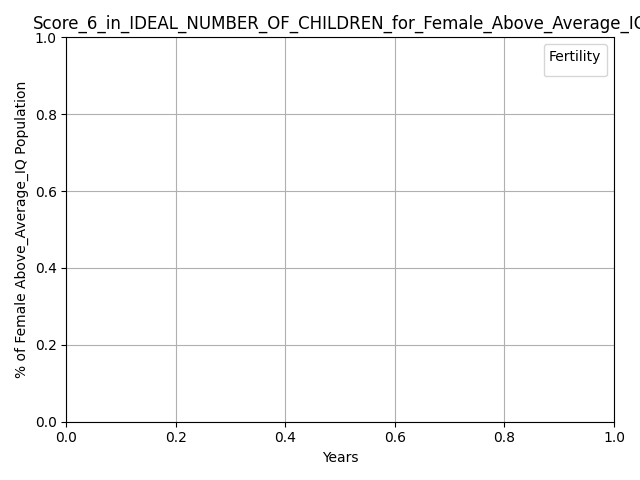 Score_6_in_IDEAL_NUMBER_OF_CHILDREN_for_Female_Above_Average_IQ
Fertility
% of Female Above_Average_IQ Population
1.0
0.8
0.6
0.4
0.2
0.0
0.0 0.2 0.4 0.6 0.8 1.0
Years